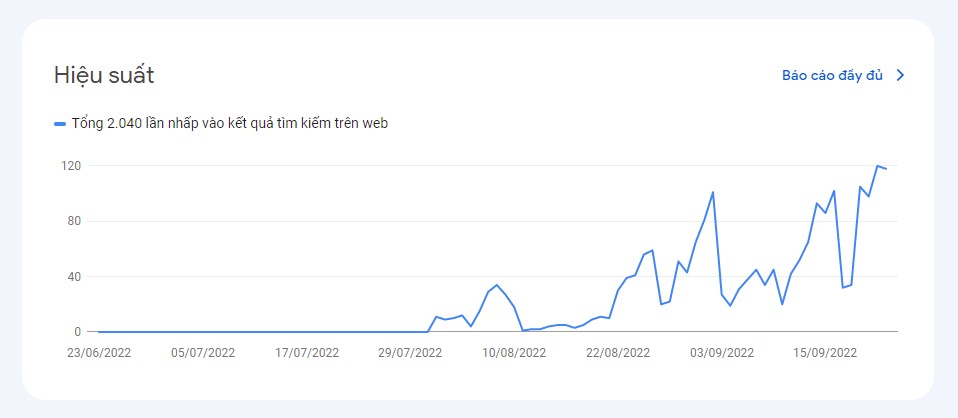 Hiệu suất
Báo cáo đầy đủ
Tổng 2.040 lần nhấp vào kết quả tìm kiếm trên web
120
80
40
0
23/06/2022 05/07/2022 17/07/2022 29/07/2022 10/08/2022 22/08/2022 03/09/2022 15/09/2022